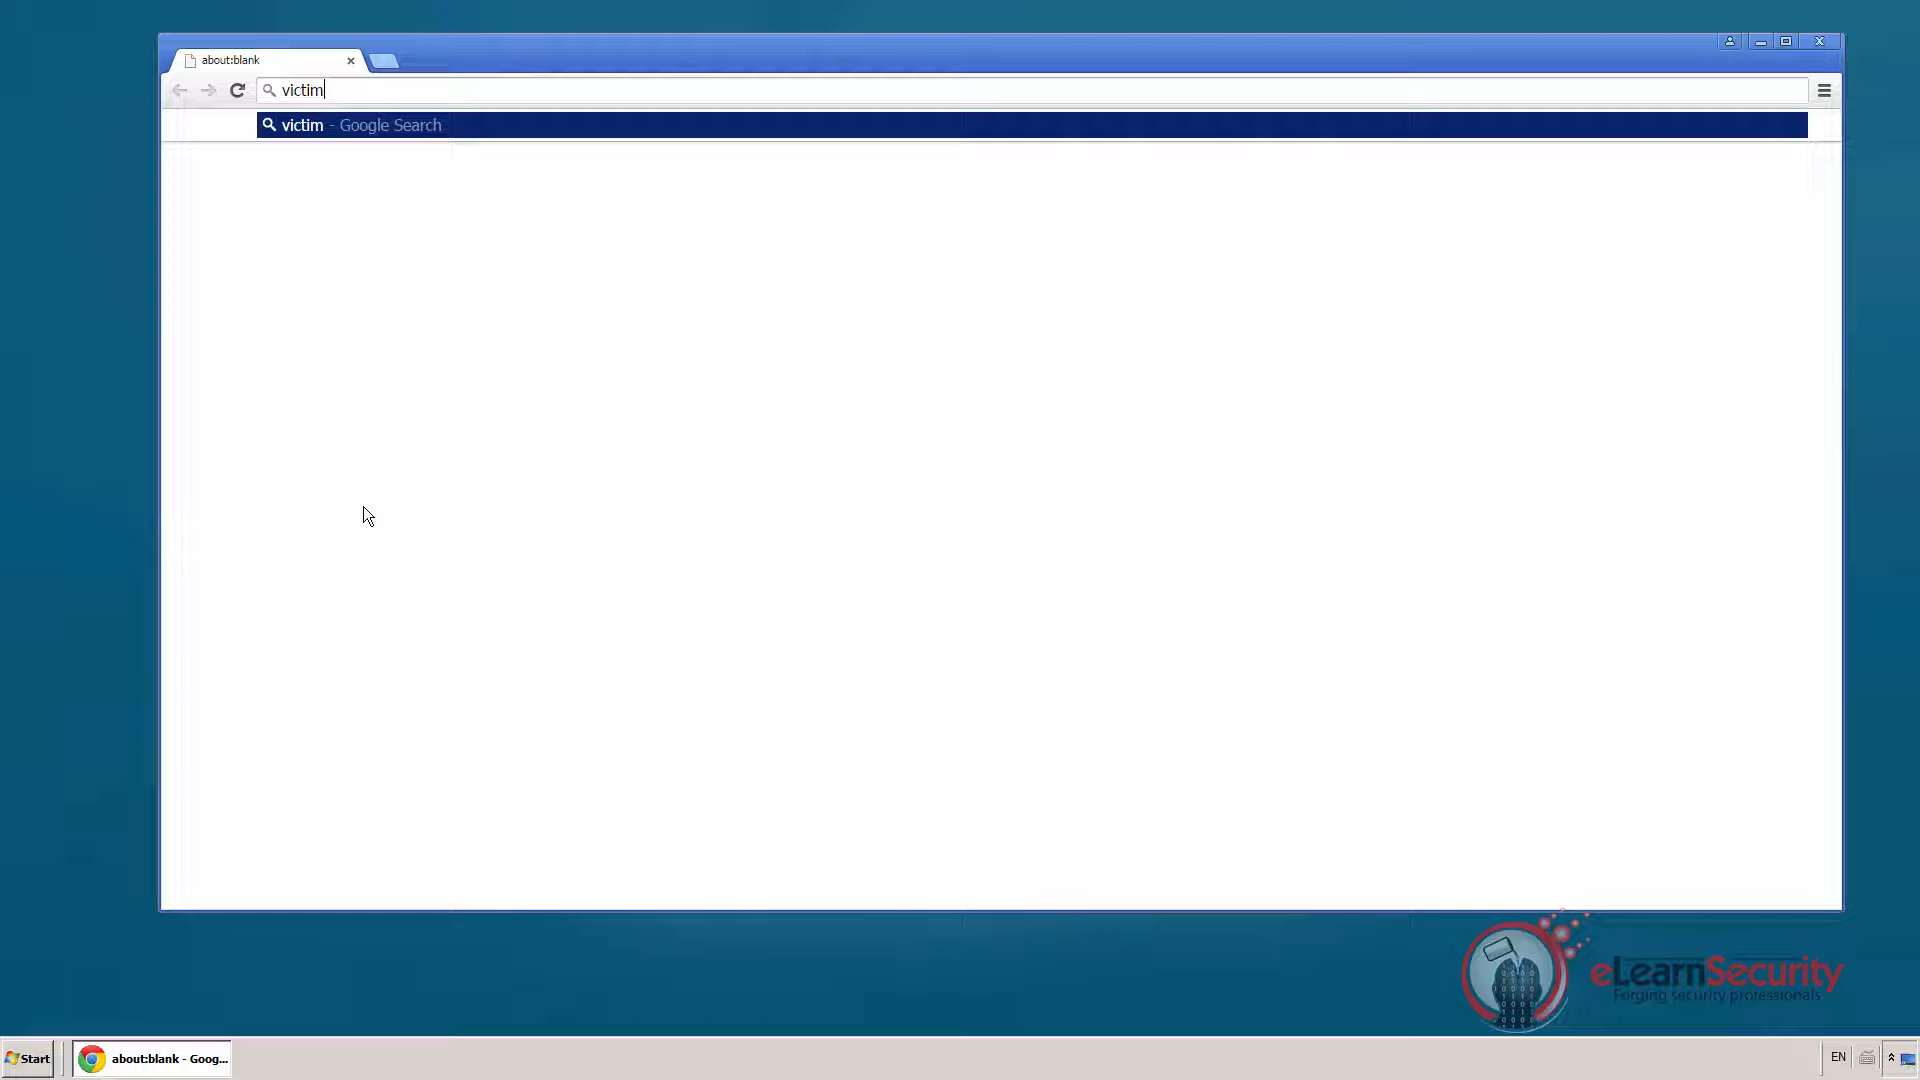 about:blank
victim
victim - Google Search
eLearnSecurity
Forging security professionals
Start
about:blank - Goog...
EN